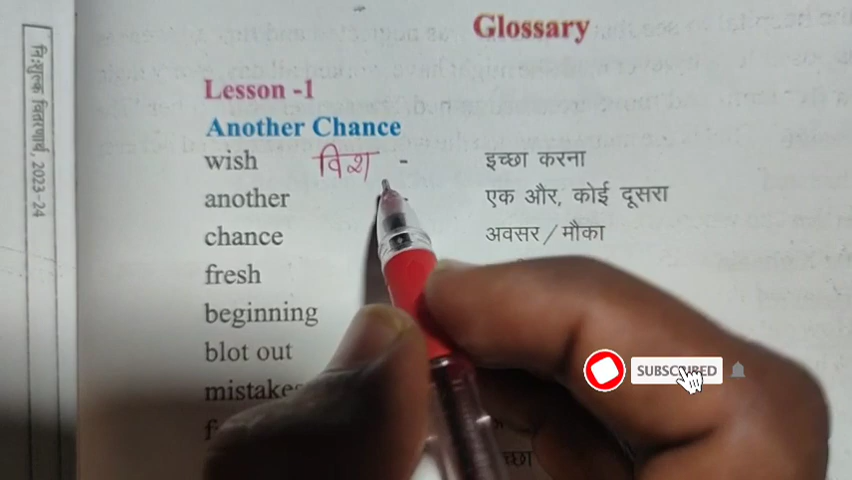 Glossary
Lesson -1
Another Chance
wish विश - इच्छा करना
another - एक और, कोई दूसरा
chance अवसर / मौका
fresh
beginning
blot out
mistakes
SUBSCRIBED
निःशुल्क वितरणार्थ, 2023-24